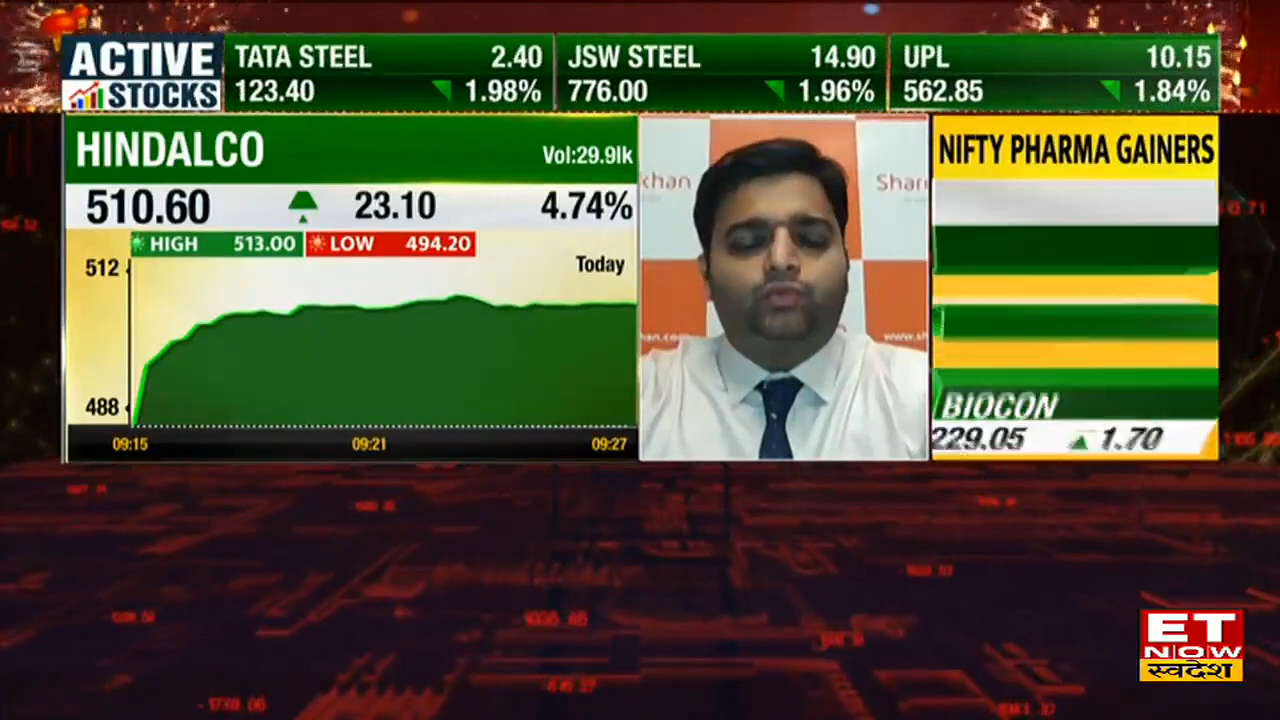 ACTIVE
STOCKS
TATA STEEL 2.40
123.40 1.98%
JSW STEEL 14.90
776.00 1.96%
UPL 10.15
562.85 1.84%
HINDALCO Vol:29.9lk
510.60 23.10 4.74%
HIGH 513.00 LOW 494.20
Today
512
488
09:15 09:21 09:27
NIFTY PHARMA GAINERS
BIOCON
229.05 1.70
ET
NOW
स्वदेश